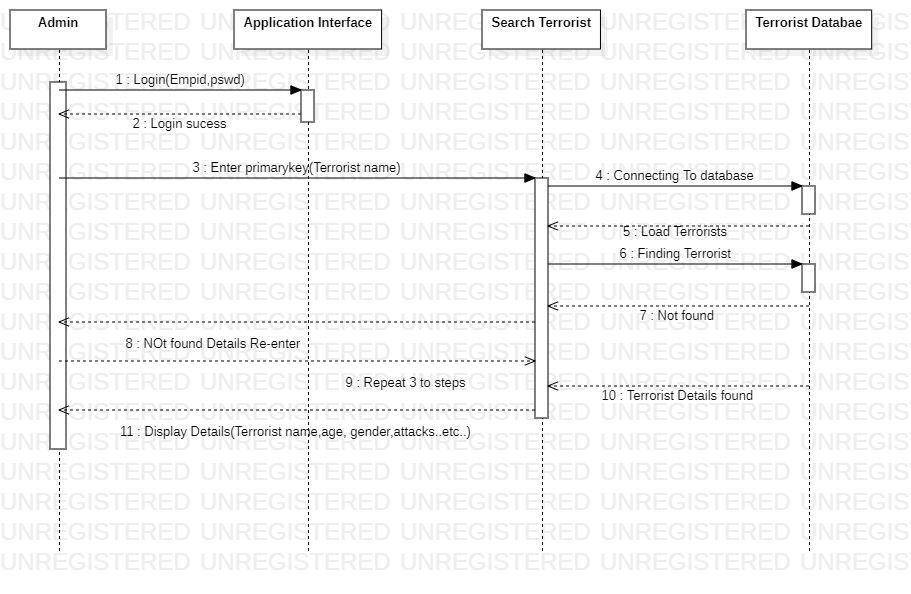 Admin
Application Interface
Search Terrorist
Terrorist Databae
1 : Login(Empid,pswd)
2 : Login sucess
3 : Enter primarykey(Terrorist name)
4 : Connecting To database
5 : Load Terrorists
6 : Finding Terrorist
7 : Not found
8 : NOt found Details Re-enter
9 : Repeat 3 to steps
10 : Terrorist Details found
11 : Display Details(Terrorist name,age, gender,attacks..etc..)
UNREGISTERED